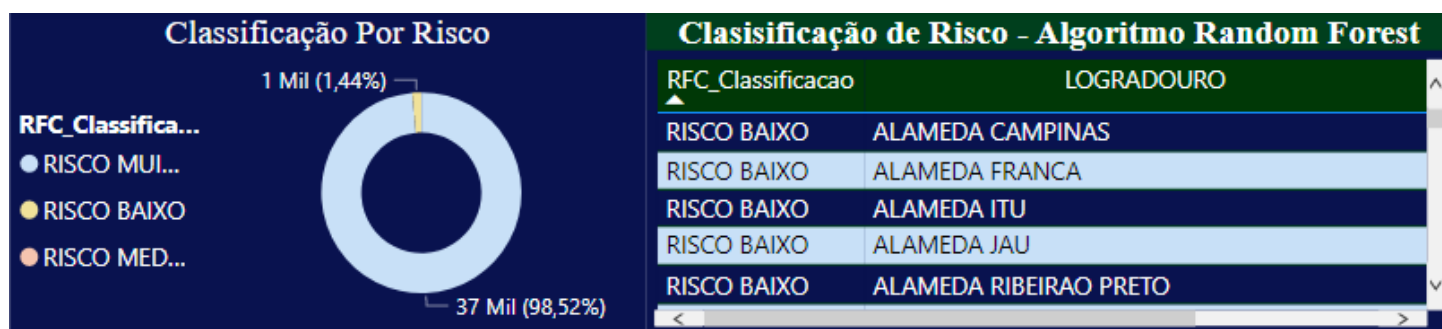 Classificação Por Risco
1 Mil (1,44%)
RFC_Classifica...
RISCO MUI...
RISCO BAIXO
RISCO MED...
37 Mil (98,52%)
Clasisificação de Risco - Algoritmo Random Forest
RFC_Classificacao LOGRADOURO
RISCO BAIXO ALAMEDA CAMPINAS
RISCO BAIXO ALAMEDA FRANCA
RISCO BAIXO ALAMEDA ITU
RISCO BAIXO ALAMEDA JAU
RISCO BAIXO ALAMEDA RIBEIRAO PRETO